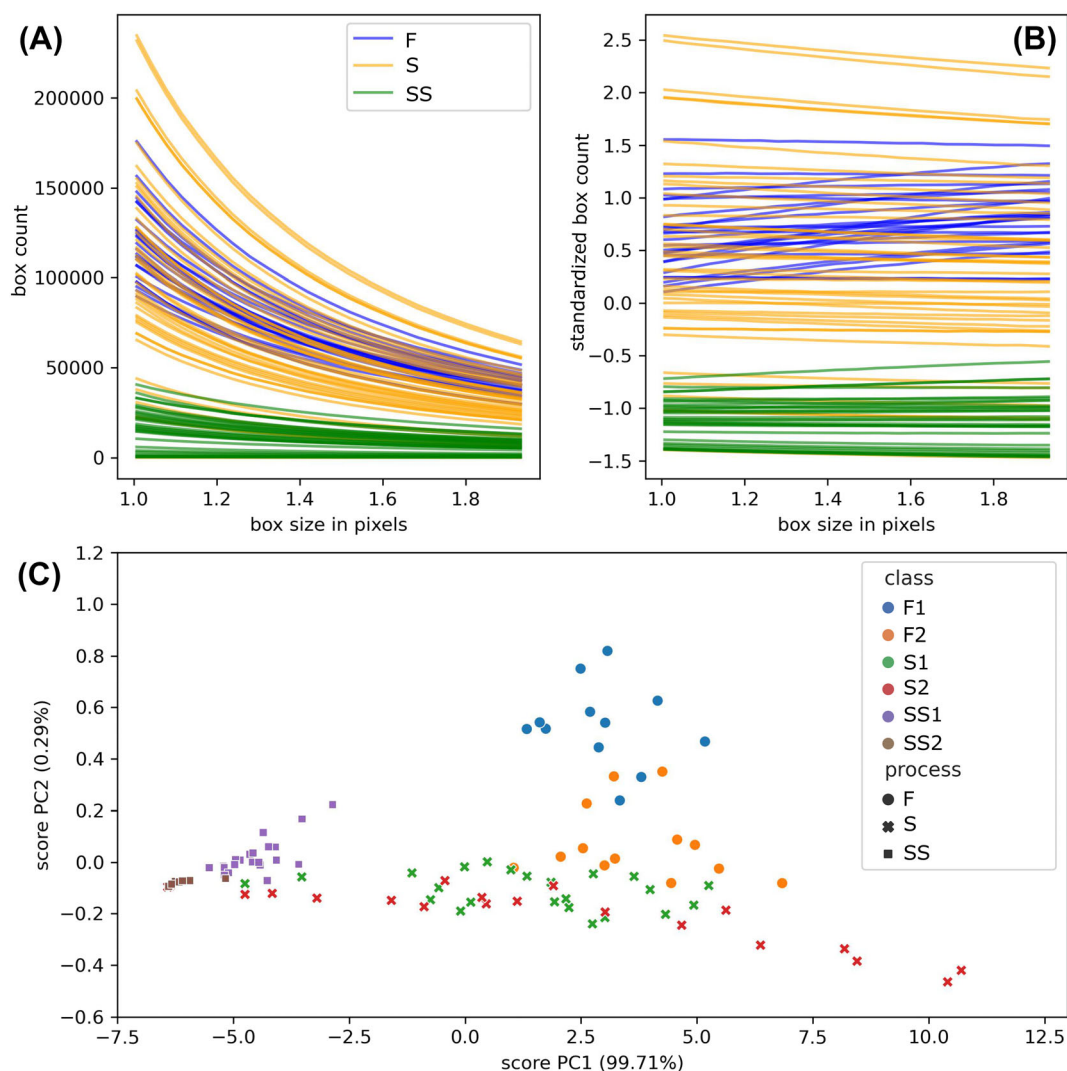 (A)
F
S
SS
200000
150000
100000
50000
0
box count
1.0 1.2 1.4 1.6 1.8
box size in pixels
(B)
2.5
2.0
1.5
1.0
0.5
0.0
−0.5
−1.0
−1.5
standardized box count
1.0 1.2 1.4 1.6 1.8
box size in pixels
(C)
1.2
1.0
0.8
0.6
0.4
0.2
0.0
−0.2
−0.4
−0.6
score PC2 (0.29%)
class
F1
F2
S1
S2
SS1
SS2
process
F
S
SS
−7.5 −5.0 −2.5 0.0 2.5 5.0 7.5 10.0 12.5
score PC1 (99.71%)